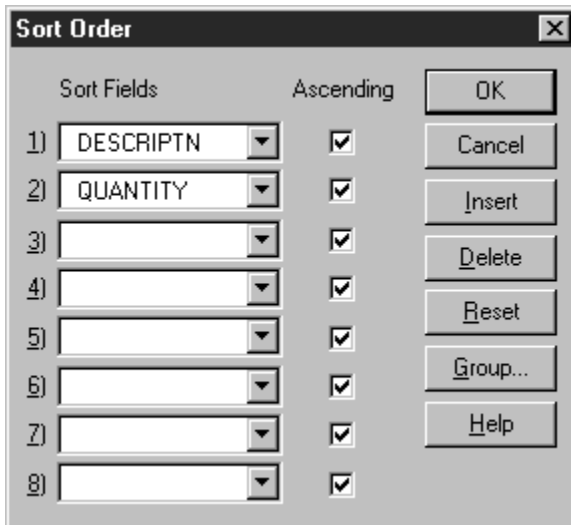 Sort Order
Sort Fields Ascending OK
1) DESCRIPTN Cancel
2) QUANTITY Insert
3)
Delete
4)
Reset
5)
Group...
6)
7) Help
8)